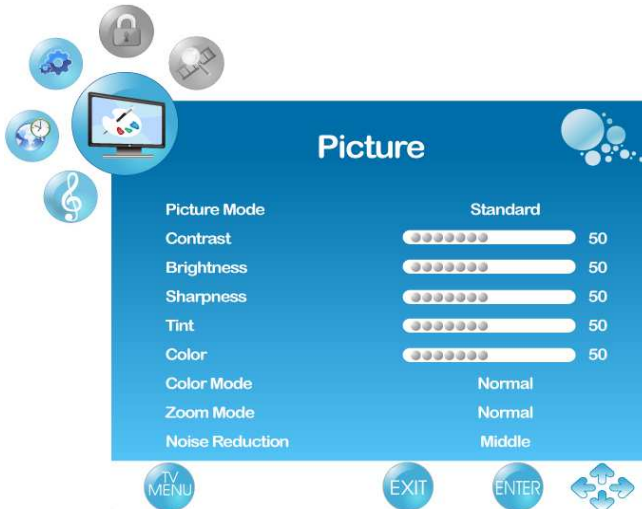 Picture
Picture Mode Standard
Contrast 50
Brightness 50
Sharpness 50
Tint 50
Color 50
Color Mode Normal
Zoom Mode Normal
Noise Reduction Middle
TV MENU EXIT ENTER